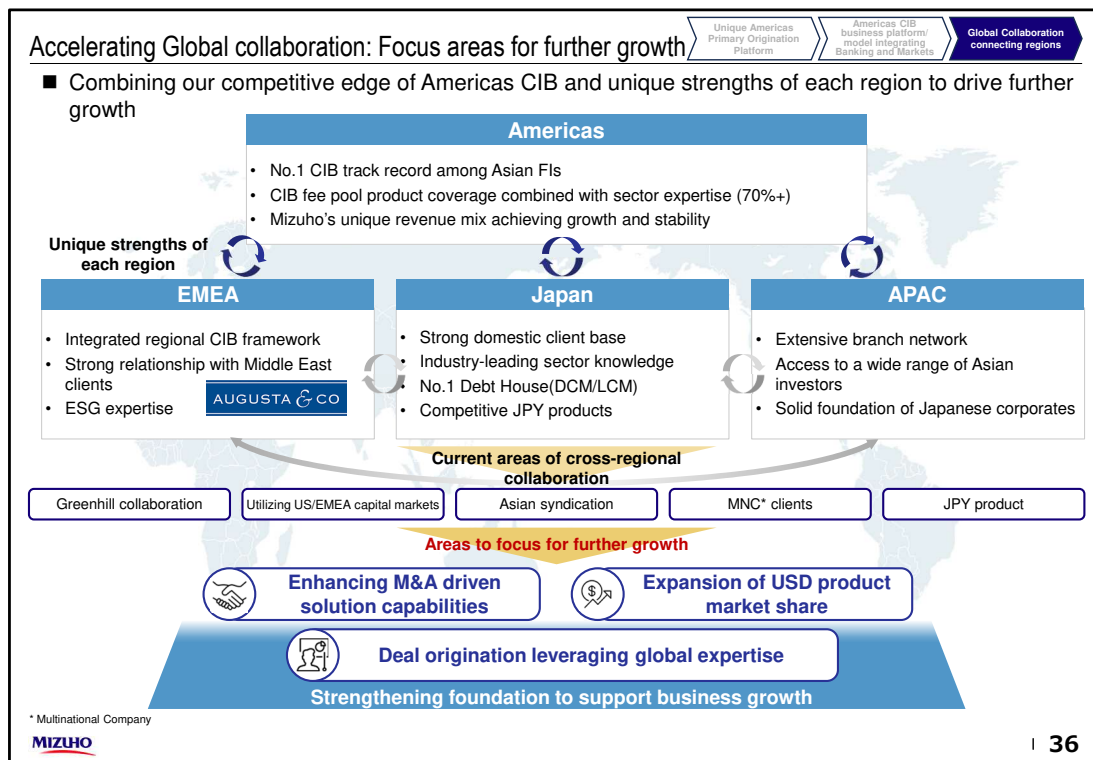 Accelerating Global collaboration: Focus areas for further growth
Unique Americas
Primary Origination
Platform
Americas CIB
business platform/
model integrating
Banking and Markets
Global Collaboration
connecting regions
■ Combining our competitive edge of Americas CIB and unique strengths of each region to drive further
growth
Americas
• No.1 CIB track record among Asian FIs
• CIB fee pool product coverage combined with sector expertise (70%+)
• Mizuho's unique revenue mix achieving growth and stability
Unique strengths of
each region
EMEA
• Integrated regional CIB framework
• Strong relationship with Middle East
clients
• ESG expertise
AUGUSTA & CO
Japan
• Strong domestic client base
• Industry-leading sector knowledge
• No.1 Debt House(DCM/LCM)
• Competitive JPY products
APAC
• Extensive branch network
• Access to a wide range of Asian
investors
• Solid foundation of Japanese corporates
Current areas of cross-regional
collaboration
Greenhill collaboration
Utilizing US/EMEA capital markets
Asian syndication
MNC* clients
JPY product
Areas to focus for further growth
Enhancing M&A driven
solution capabilities
$
Expansion of USD product
market share
Deal origination leveraging global expertise
Strengthening foundation to support business growth
* Multinational Company
MIZUHO
36